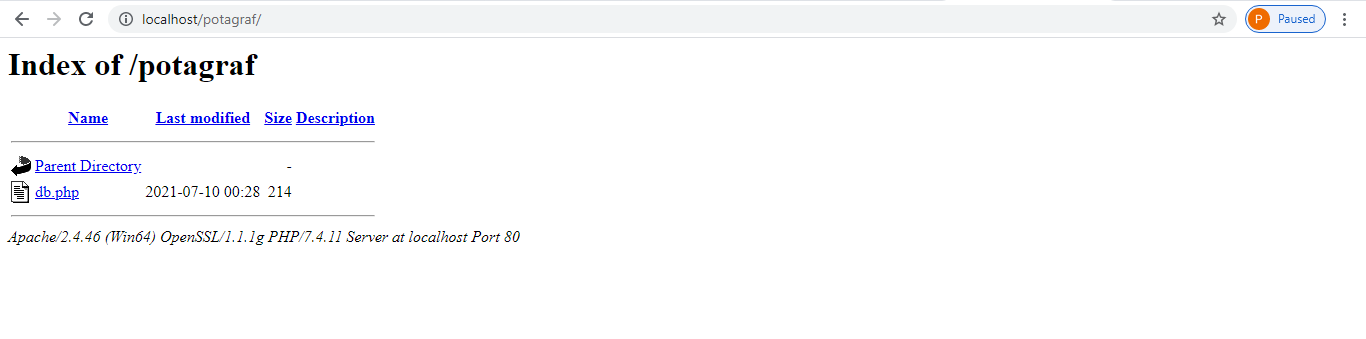 localhost/potagraf/
P Paused
Index of /potagraf
Name Last modified Size Description
Parent Directory -
db.php 2021-07-10 00:28 214
Apache/2.4.46 (Win64) OpenSSL/1.1.1g PHP/7.4.11 Server at localhost Port 80